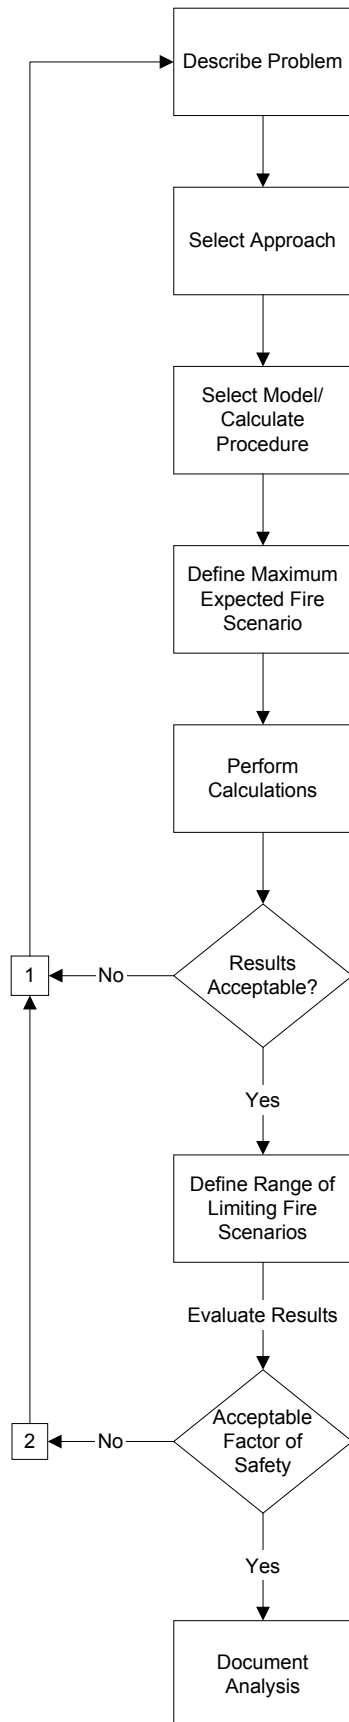 Describe Problem
Select Approach
Select Model/
Calculate
Procedure
Define Maximum
Expected Fire
Scenario
Perform
Calculations
Results
Acceptable?
No
1
Yes
Define Range of
Limiting Fire
Scenarios
Evaluate Results
Acceptable
Factor of
Safety
No
2
Yes
Document
Analysis